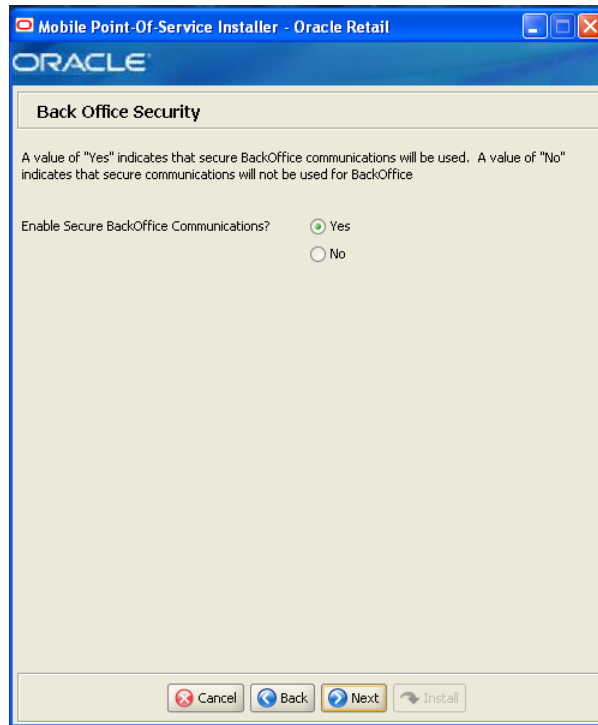 Mobile Point-Of-Service Installer - Oracle Retail
ORACLE
Back Office Security
A value of "Yes" indicates that secure BackOffice communications will be used. A value of "No"
indicates that secure communications will not be used for BackOffice
Enable Secure BackOffice Communications?
Yes
No
Cancel
Back
Next
Install